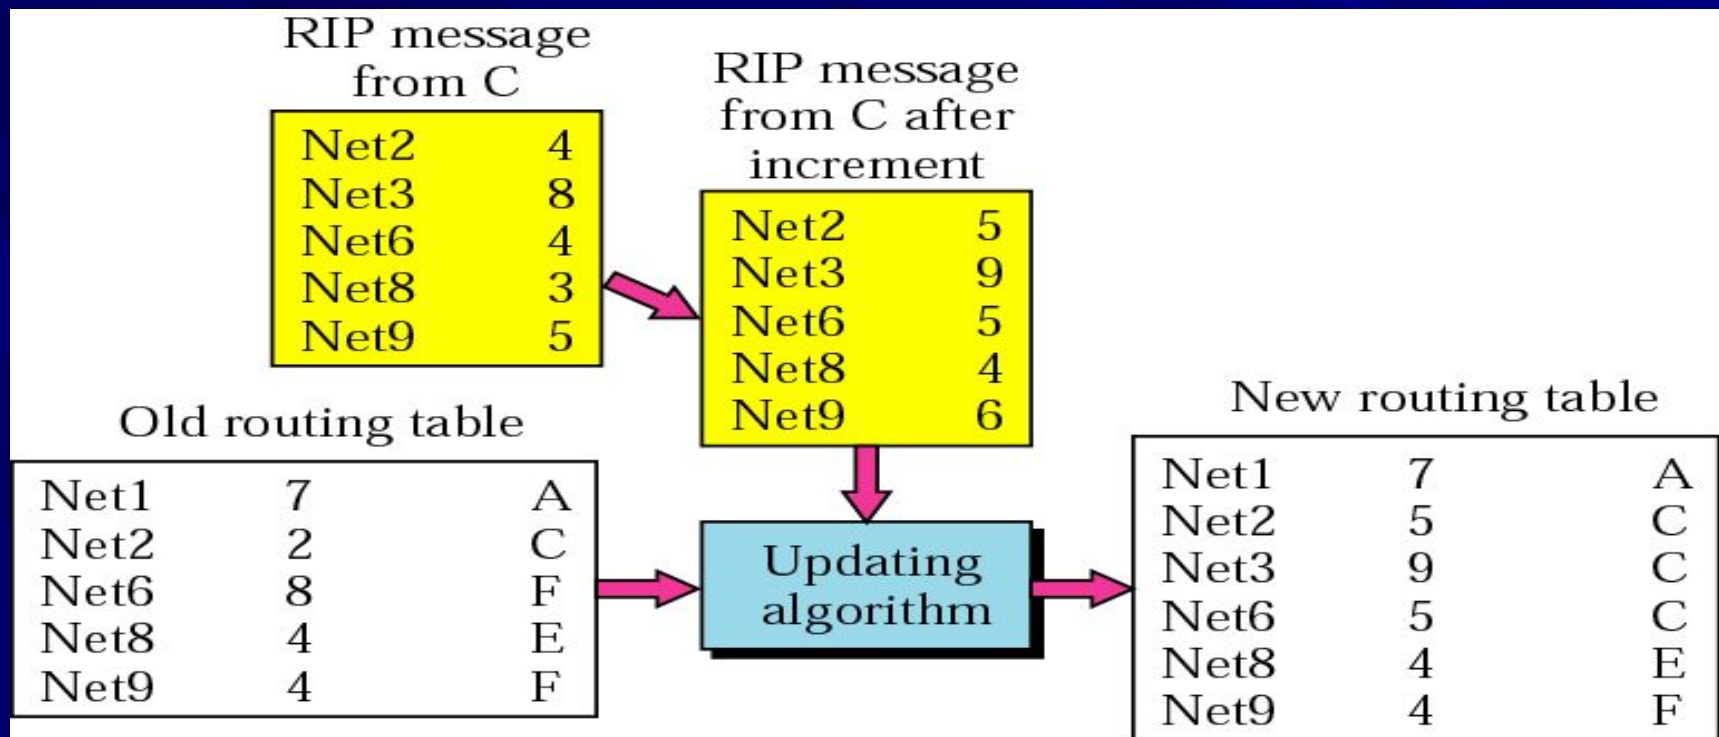 RIP message
from C
Net2 4
Net3 8
Net6 4
Net8 3
Net9 5
RIP message
from C after
increment
Net2 5
Net3 9
Net6 5
Net8 4
Net9 6
Old routing table
Net1 7 A
Net2 2 C
Net6 8 F
Net8 4 E
Net9 4 F
Updating
algorithm
New routing table
Net1 7 A
Net2 5 C
Net3 9 C
Net6 5 C
Net8 4 E
Net9 4 F